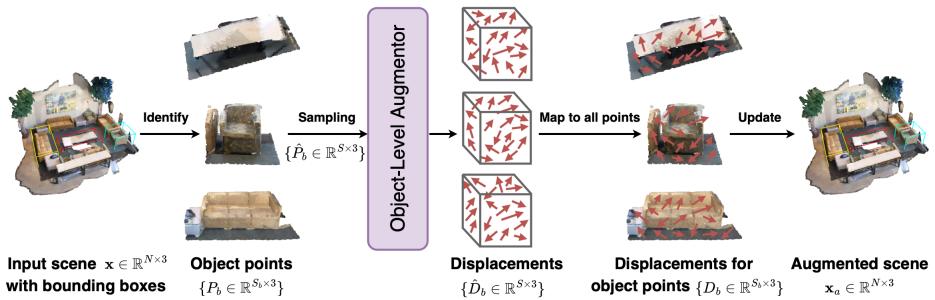 Identify
Sampling
{P̂_b ∈ ℝ^{S×3}}
Object-Level Augmentor
Map to all points
Update
Input scene x ∈ ℝ^{N×3}
with bounding boxes
Object points
{P_b ∈ ℝ^{S_b×3}}
Displacements
{D̂_b ∈ ℝ^{S×3}}
Displacements for
object points {D_b ∈ ℝ^{S_b×3}}
Augmented scene
x_a ∈ ℝ^{N×3}